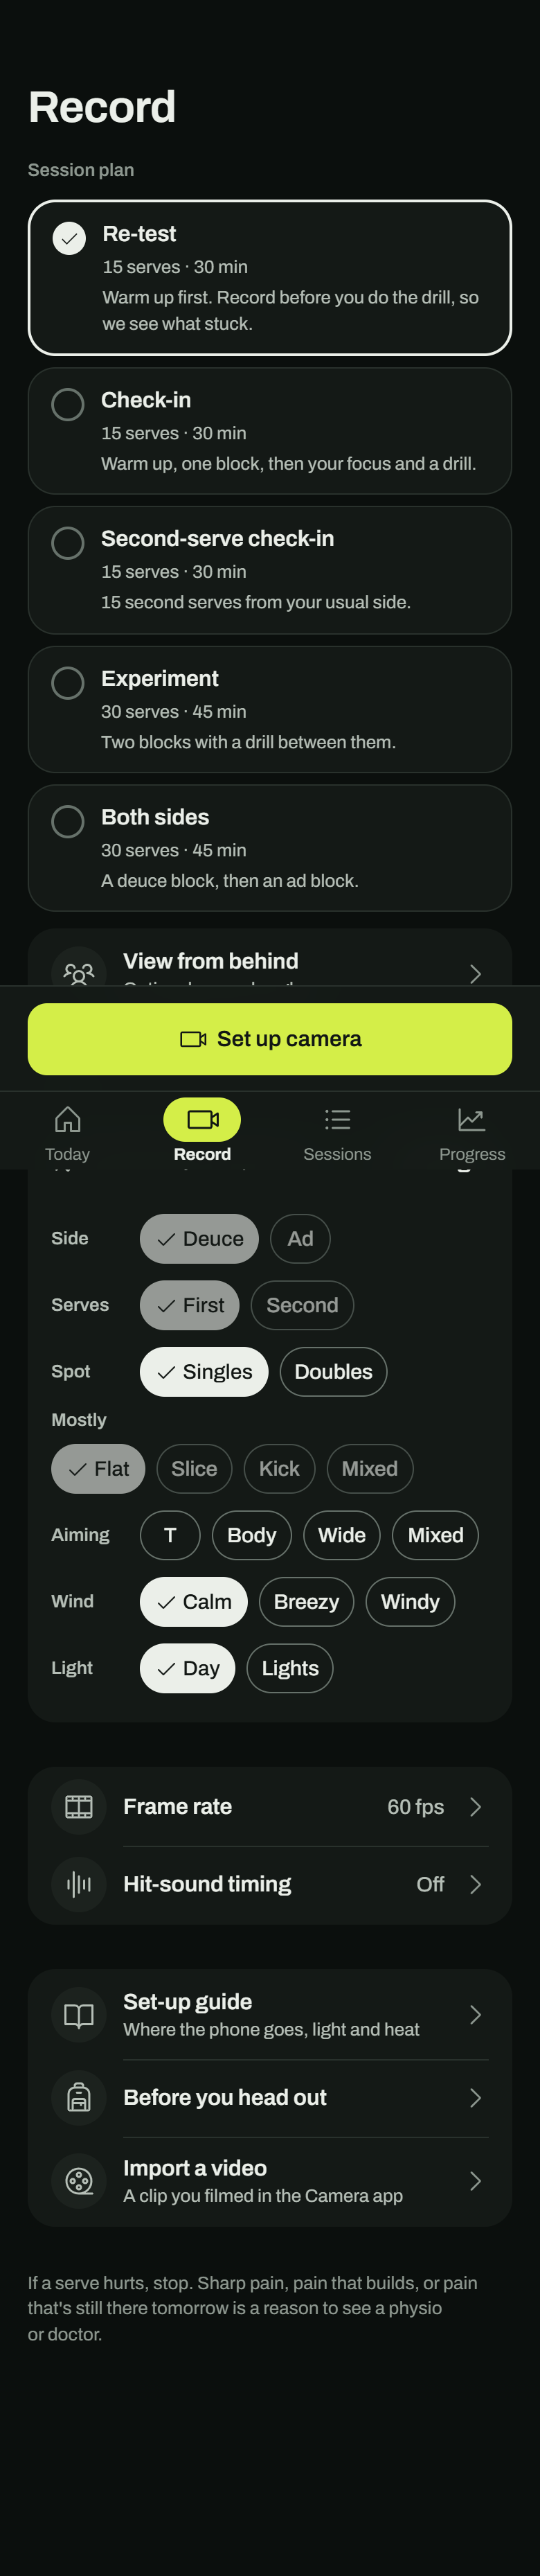 Record
Session plan
Re-test
15 serves · 30 min
Warm up first. Record before you do the drill, so
we see what stuck.
Check-in
15 serves · 30 min
Warm up, one block, then your focus and a drill.
Second-serve check-in
15 serves · 30 min
15 second serves from your usual side.
Experiment
30 serves · 45 min
Two blocks with a drill between them.
Both sides
30 serves · 45 min
A deuce block, then an ad block.
View from behind
Set up camera
Today
Record
Sessions
Progress
Side
Deuce
Ad
Serves
First
Second
Spot
Singles
Doubles
Mostly
Flat
Slice
Kick
Mixed
Aiming
T
Body
Wide
Mixed
Wind
Calm
Breezy
Windy
Light
Day
Lights
Frame rate
60 fps
Hit-sound timing
Off
Set-up guide
Where the phone goes, light and heat
Before you head out
Import a video
A clip you filmed in the Camera app
If a serve hurts, stop. Sharp pain, pain that builds, or pain
that's still there tomorrow is a reason to see a physio
or doctor.